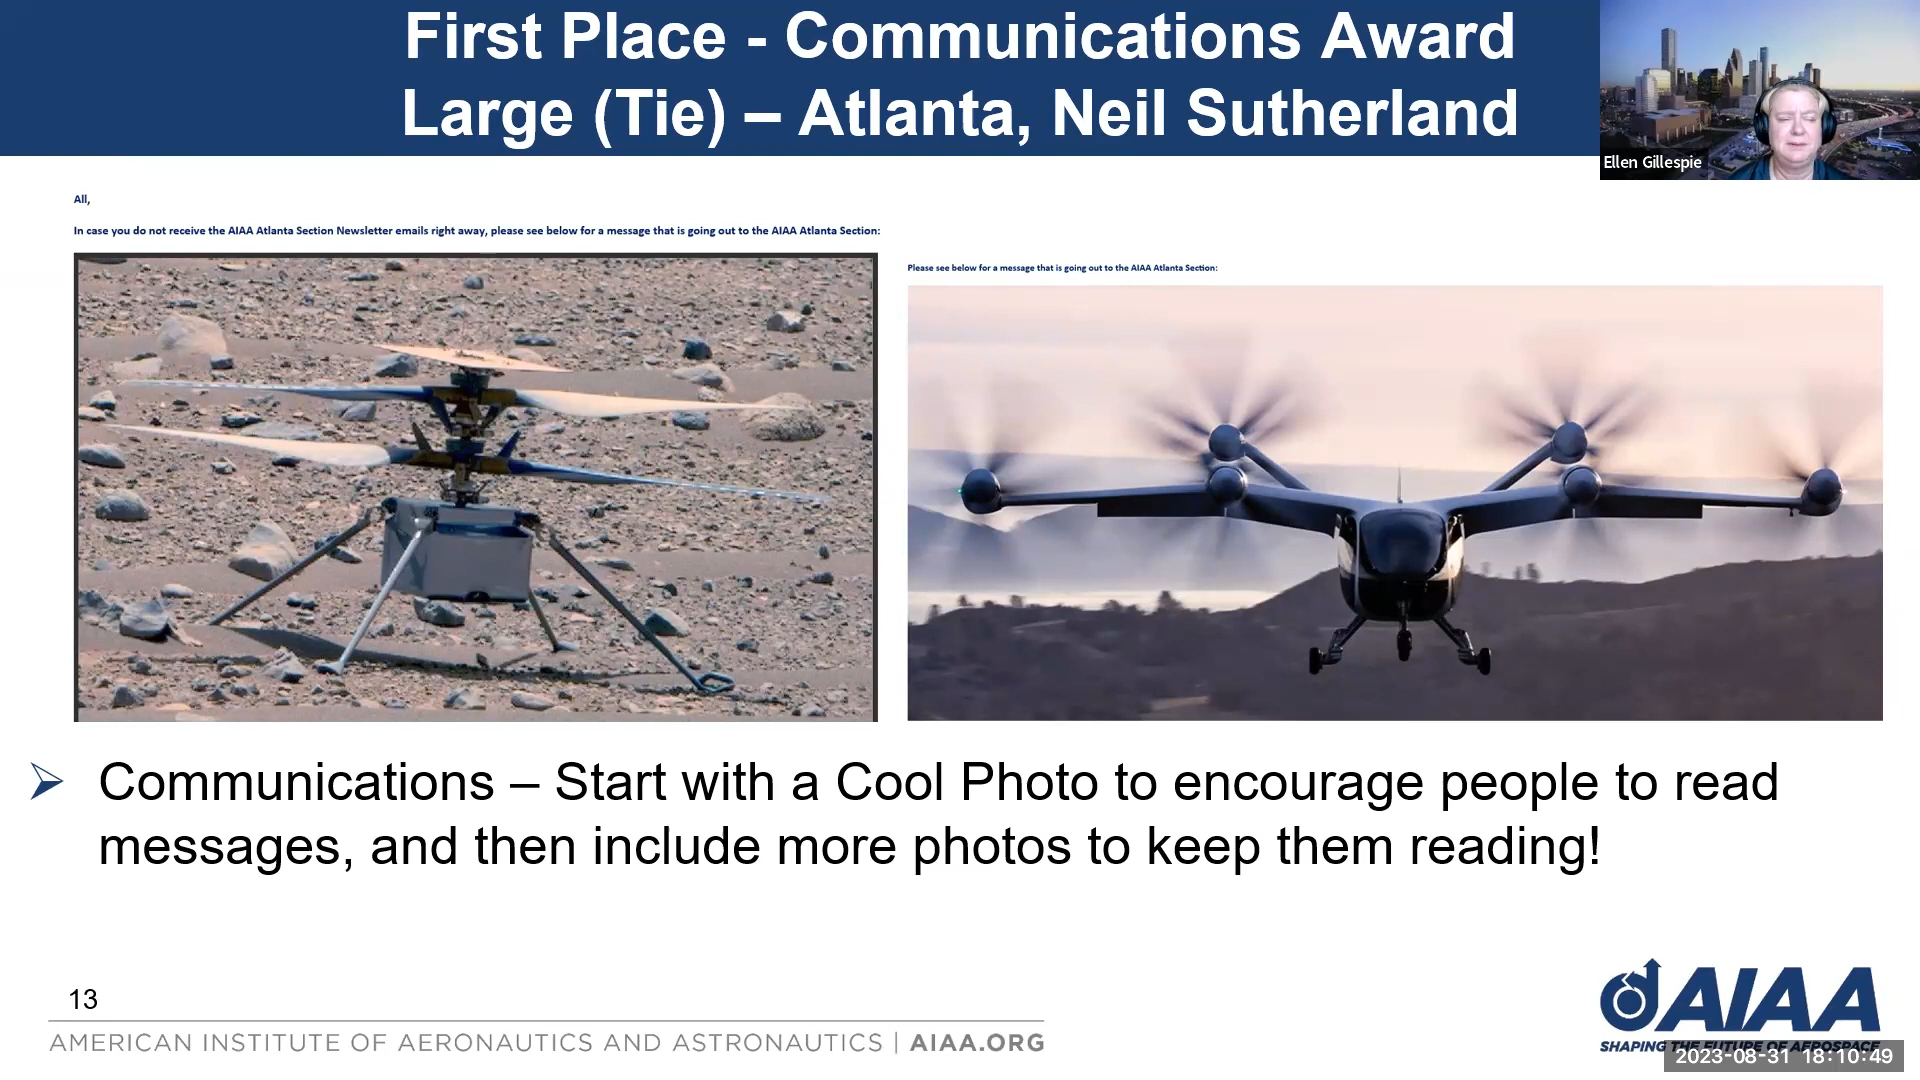 First Place - Communications Award
Large (Tie) – Atlanta, Neil Sutherland
Ellen Gillespie
All,
In case you do not receive the AIAA Atlanta Section Newsletter emails right away, please see below for a message that is going out to the AIAA Atlanta Section:
Please see below for a message that is going out to the AIAA Atlanta Section:
Communications – Start with a Cool Photo to encourage people to read
messages, and then include more photos to keep them reading!
13
AMERICAN INSTITUTE OF AERONAUTICS AND ASTRONAUTICS | AIAA.ORG
AIAA
SHAPING THE FUTURE OF AEROSPACE
2023-08-31 18:10:49